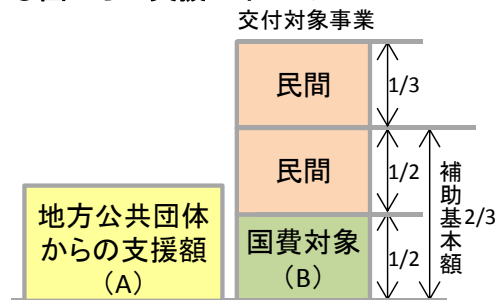 交付対象事業
民間
1/3
民間
1/2
補助基本額
2/3
地方公共団体
からの支援額
（A）
国費対象
（B）
1/2